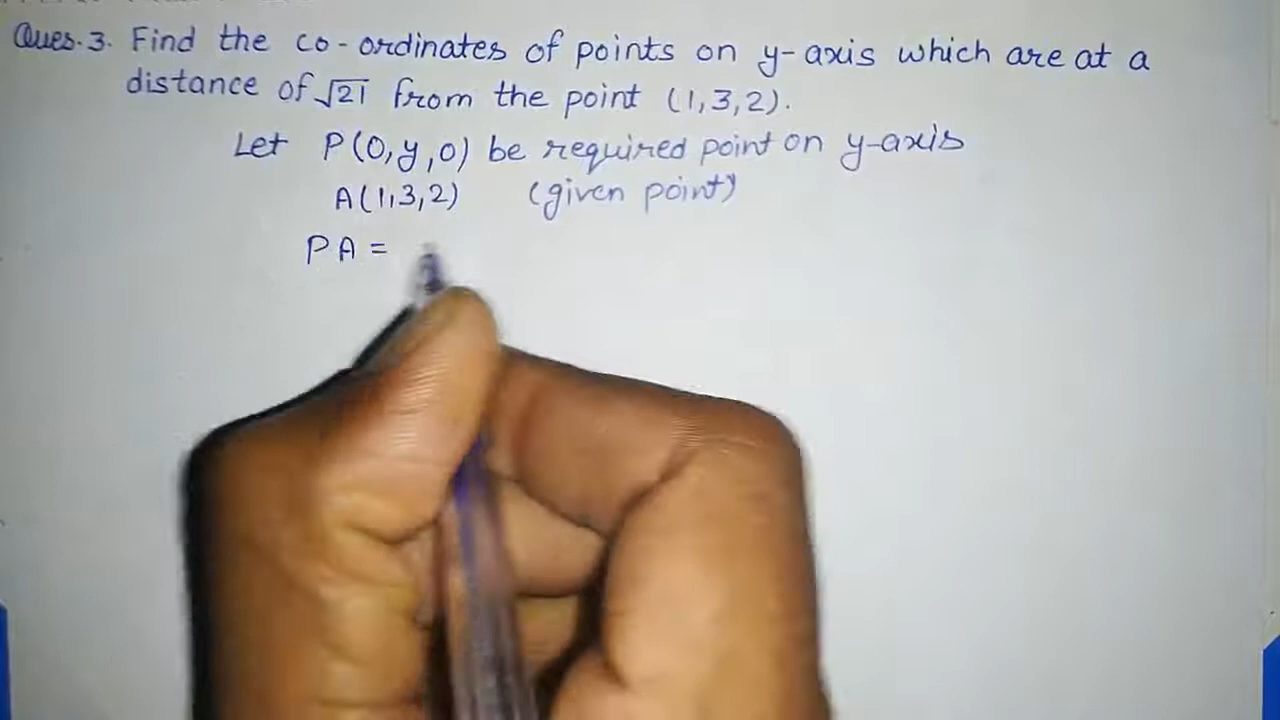 Ques.3. Find the co-ordinates of points on y-axis which are at a
distance of √21 from the point (1,3,2).
Let P(0,y,0) be required point on y-axis
A(1,3,2) (given point)
PA =